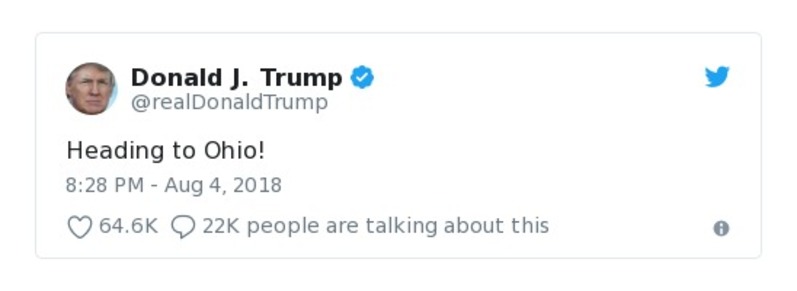 Donald J. Trump
@realDonaldTrump
Heading to Ohio!
8:28 PM - Aug 4, 2018
64.6K 22K people are talking about this